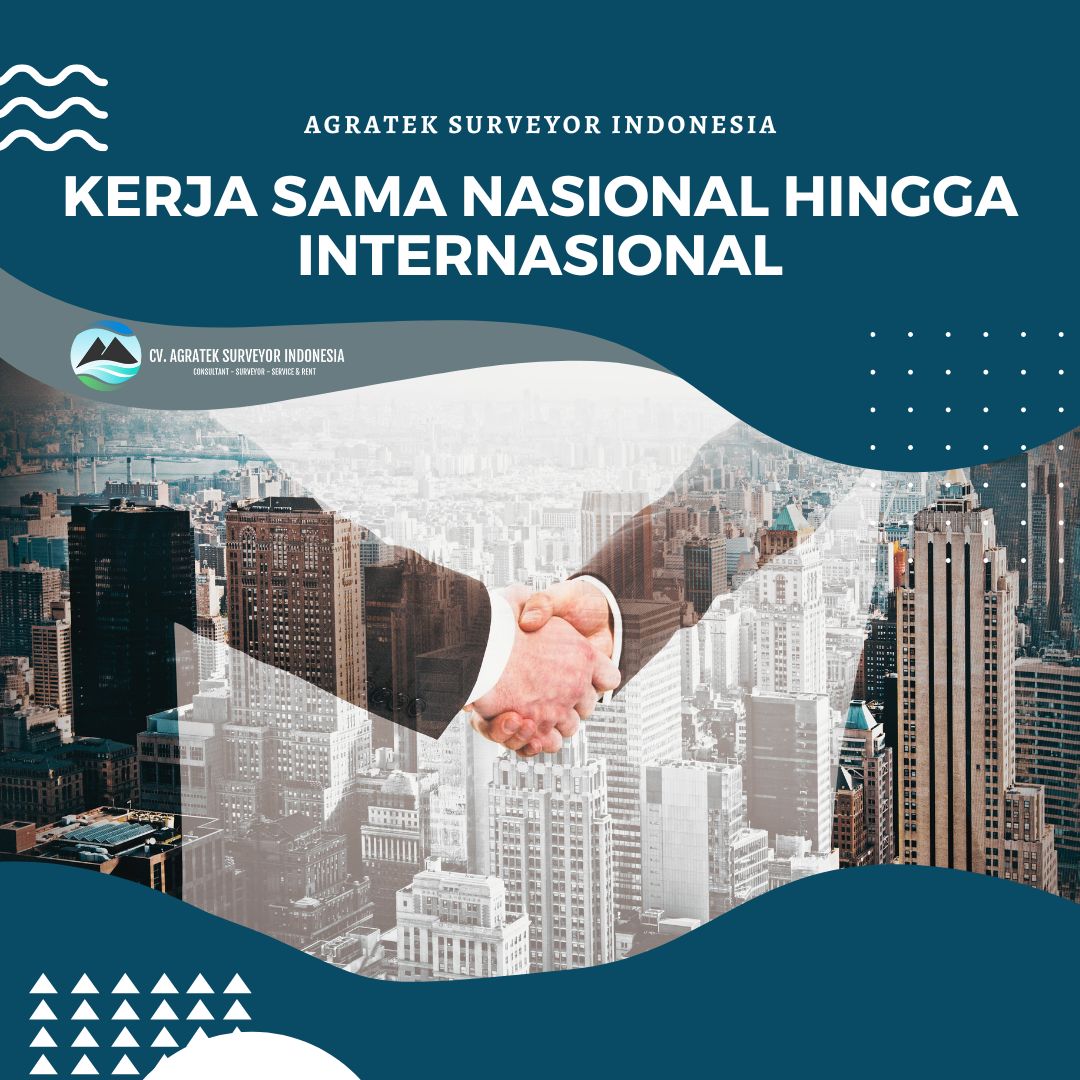 AGRATEK SURVEYOR INDONESIA
KERJA SAMA NASIONAL HINGGA
INTERNASIONAL
CV. AGRATEK SURVEYOR INDONESIA
CONSULTANT - SURVEYOR - SERVICE & RENT